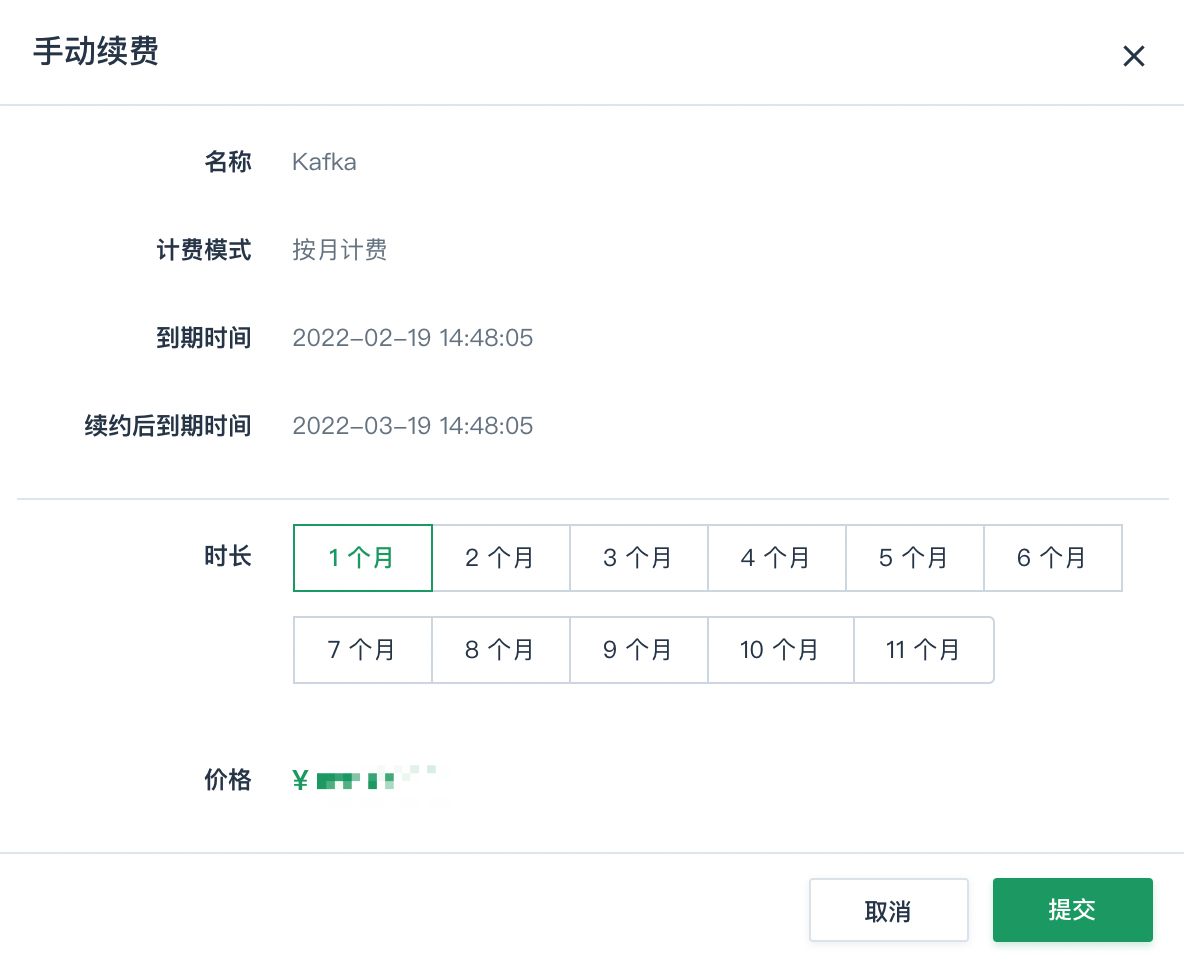 手动续费
名称 Kafka
计费模式 按月计费
到期时间 2022-02-19 14:48:05
续约后到期时间 2022-03-19 14:48:05
时长 1 个月 2 个月 3 个月 4 个月 5 个月 6 个月
7 个月 8 个月 9 个月 10 个月 11 个月
价格 ¥
取消 提交